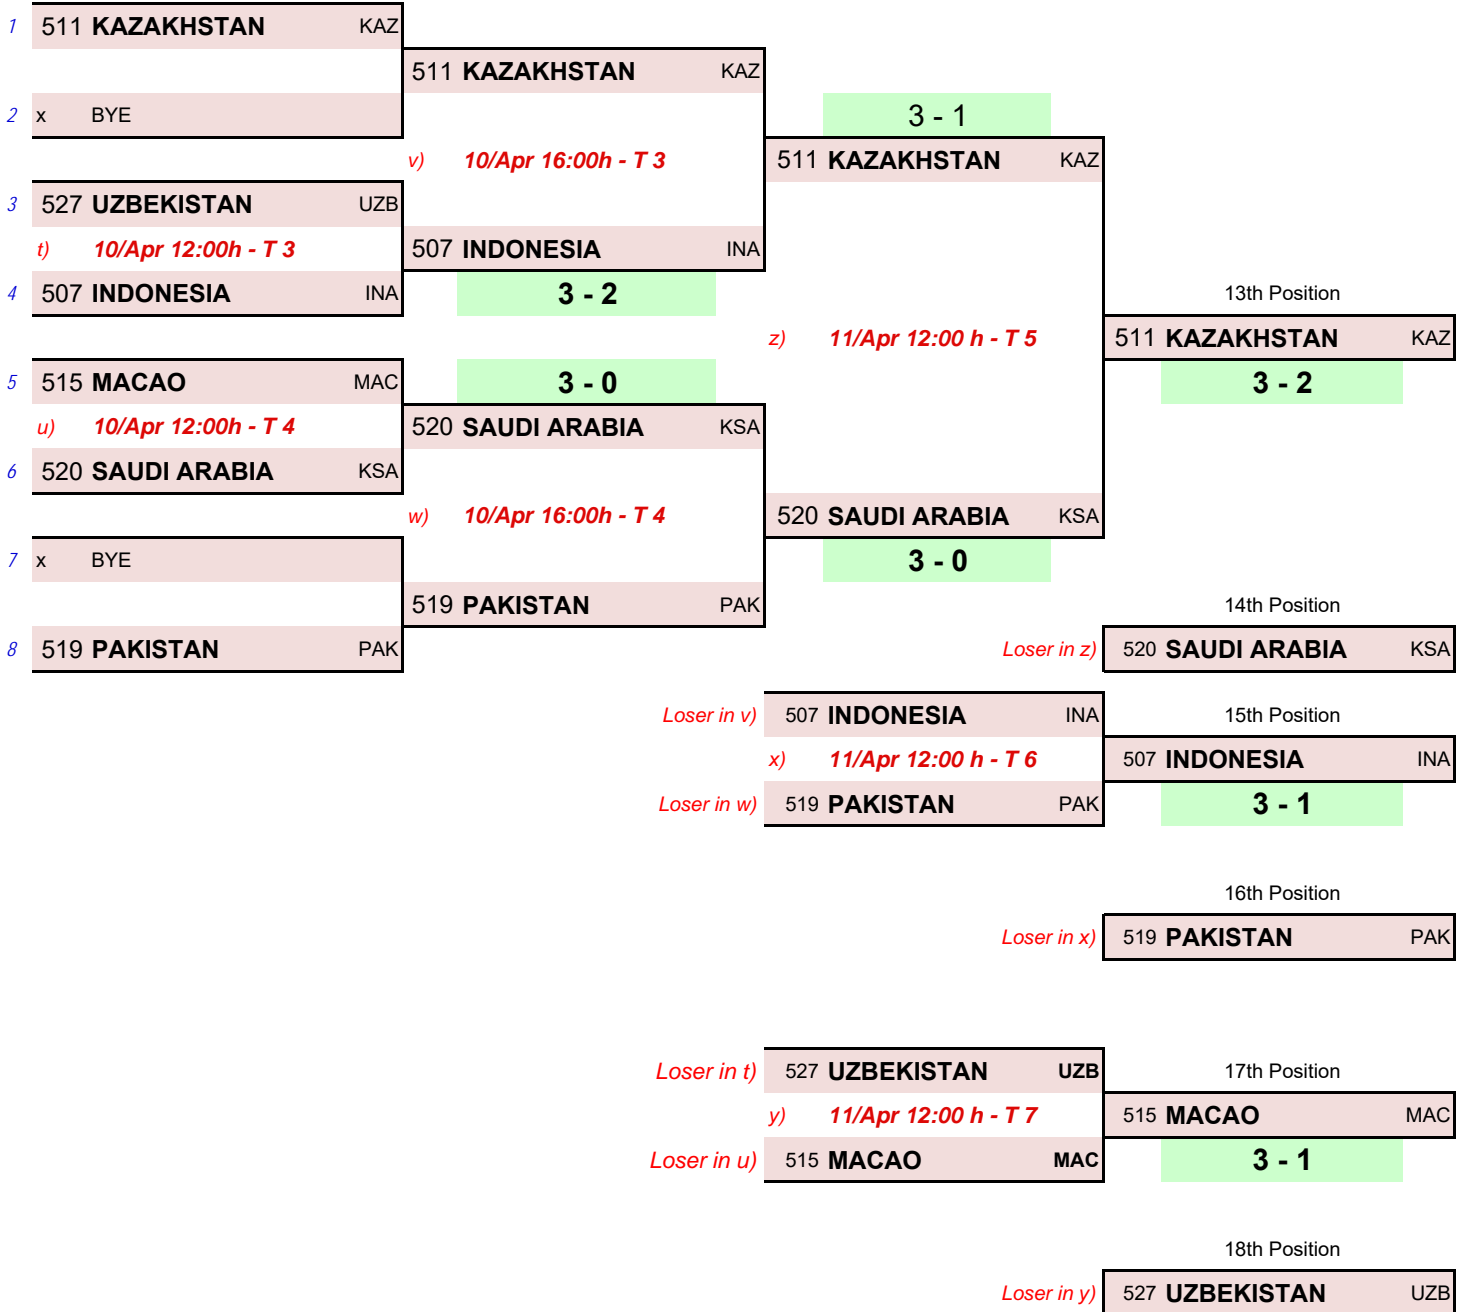 1 511 KAZAKHSTAN KAZ
511 KAZAKHSTAN KAZ
2 x BYE 3 - 1
v) 10/Apr 16:00h - T 3 511 KAZAKHSTAN KAZ
3 527 UZBEKISTAN UZB
t) 10/Apr 12:00h - T 3 507 INDONESIA INA
4 507 INDONESIA INA 3 - 2 13th Position
z) 11/Apr 12:00 h - T 5 511 KAZAKHSTAN KAZ
5 515 MACAO MAC 3 - 0 3 - 2
u) 10/Apr 12:00h - T 4 520 SAUDI ARABIA KSA
6 520 SAUDI ARABIA KSA
w) 10/Apr 16:00h - T 4 520 SAUDI ARABIA KSA
7 x BYE 3 - 0
519 PAKISTAN PAK 14th Position
8 519 PAKISTAN PAK Loser in z) 520 SAUDI ARABIA KSA
Loser in v) 507 INDONESIA INA 15th Position
x) 11/Apr 12:00 h - T 6 507 INDONESIA INA
Loser in w) 519 PAKISTAN PAK 3 - 1
16th Position
Loser in x) 519 PAKISTAN PAK
Loser in t) 527 UZBEKISTAN UZB 17th Position
y) 11/Apr 12:00 h - T 7 515 MACAO MAC
Loser in u) 515 MACAO MAC 3 - 1
18th Position
Loser in y) 527 UZBEKISTAN UZB